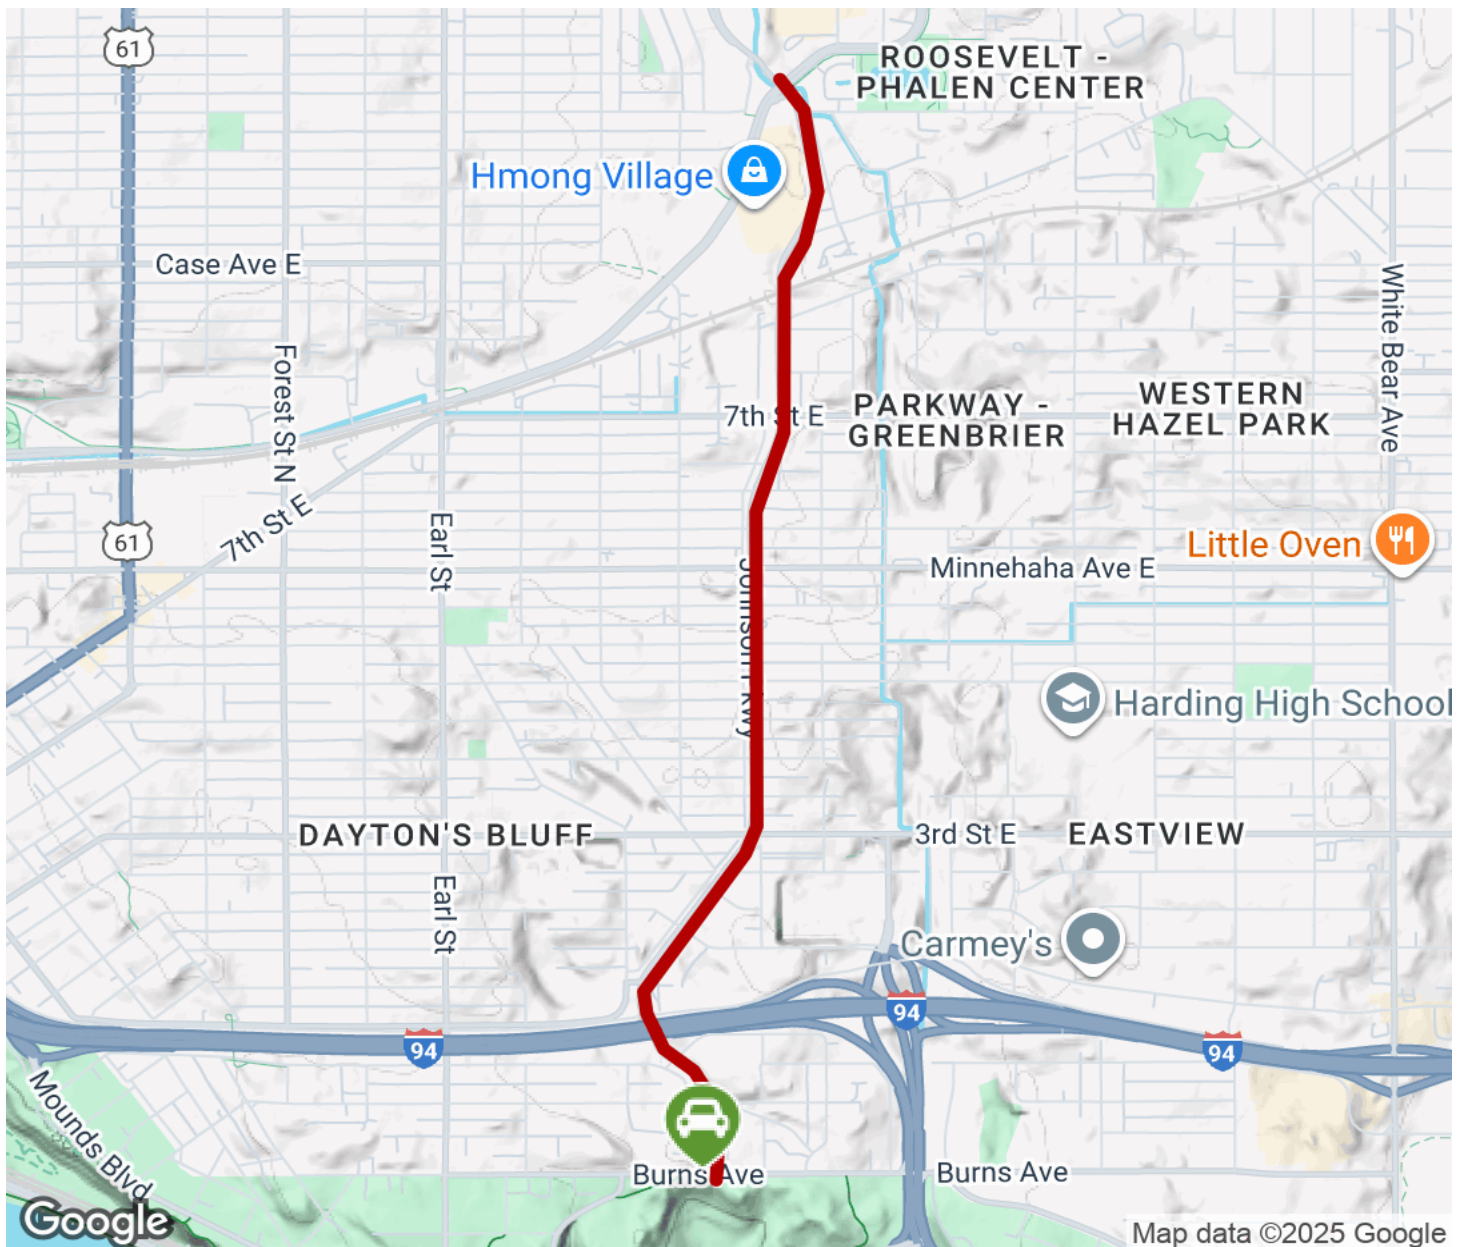 61
ROOSEVELT -
PHALEN CENTER
Hmong Village
Case Ave E
White Bear Ave
Forest St N
WESTERN
HAZEL PARK
PARKWAY -
GREENBRIER
7th St E
7th St E
Earl St
61
Little Oven
Minnehaha Ave E
Johnson Pkwy
Harding High School
DAYTON'S BLUFF
3rd St E
EASTVIEW
Earl St
Carmey's
94
94
94
Mounds Blvd
Burns Ave
Burns Ave
Google
Map data ©2025 Google